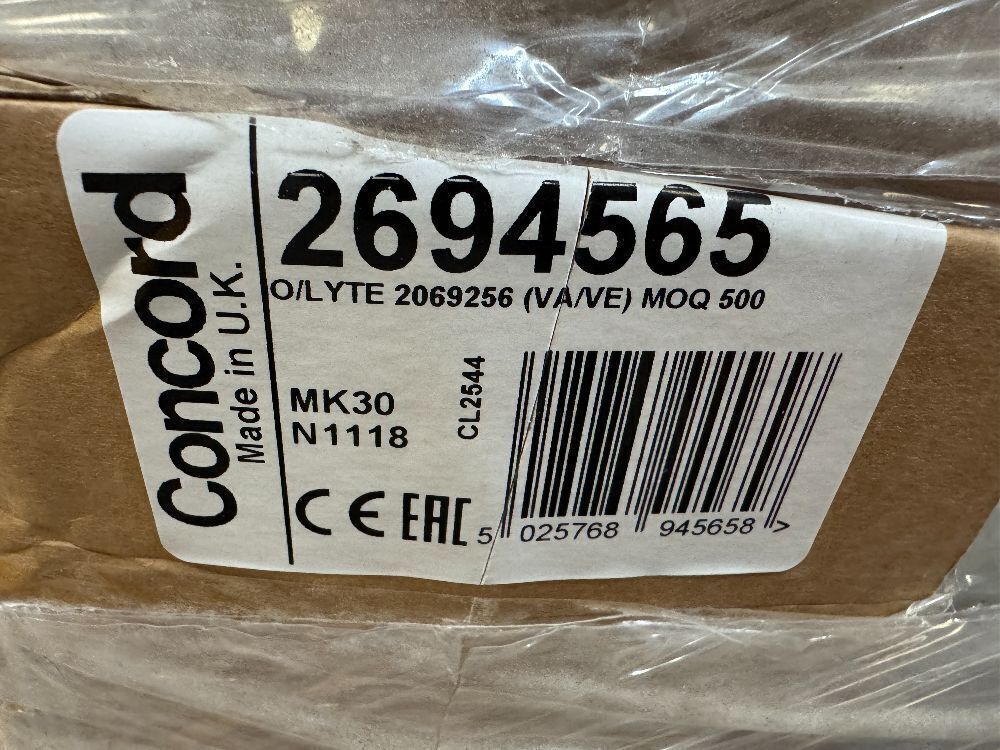 Concord
Made in U.K.
2694565
O/LYTE 2069256 (VA/VE) MOQ 500
MK30
N1118
CL2544
CE EAC
5 025768 945658 >